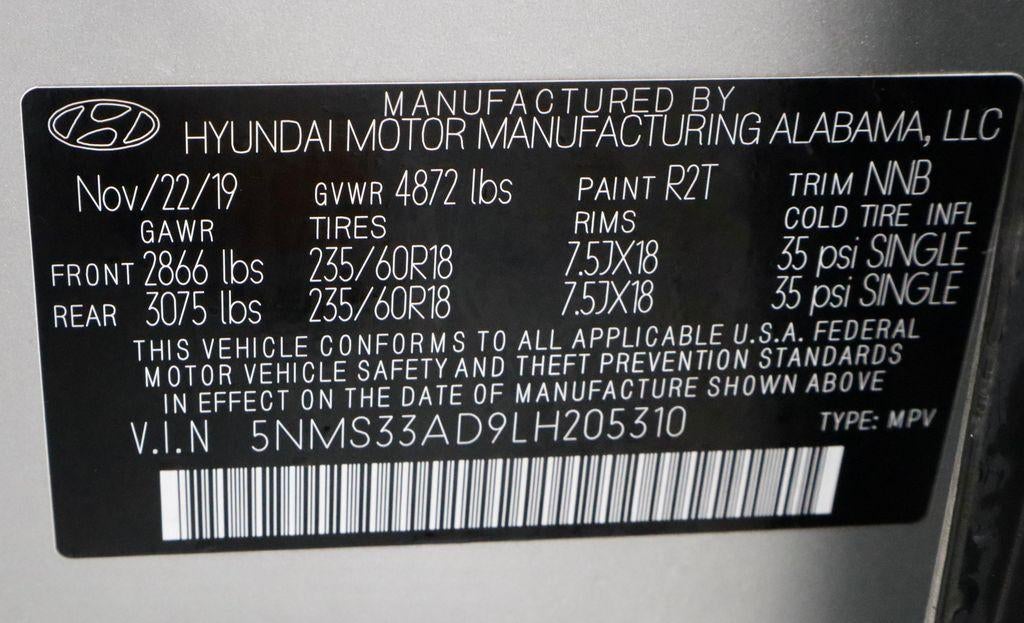 MANUFACTURED BY
HYUNDAI MOTOR MANUFACTURING ALABAMA, LLC
Nov/22/19 GVWR 4872 lbs PAINT R2T TRIM NNB
GAWR TIRES RIMS COLD TIRE INFL
FRONT 2866 lbs 235/60R18 7.5JX18 35 psi SINGLE
REAR 3075 lbs 235/60R18 7.5JX18 35 psi SINGLE
THIS VEHICLE CONFORMS TO ALL APPLICABLE U.S.A. FEDERAL
MOTOR VEHICLE SAFETY AND THEFT PREVENTION STANDARDS
IN EFFECT ON THE DATE OF MANUFACTURE SHOWN ABOVE
V.I.N 5NMS33AD9LH205310 TYPE: MPV